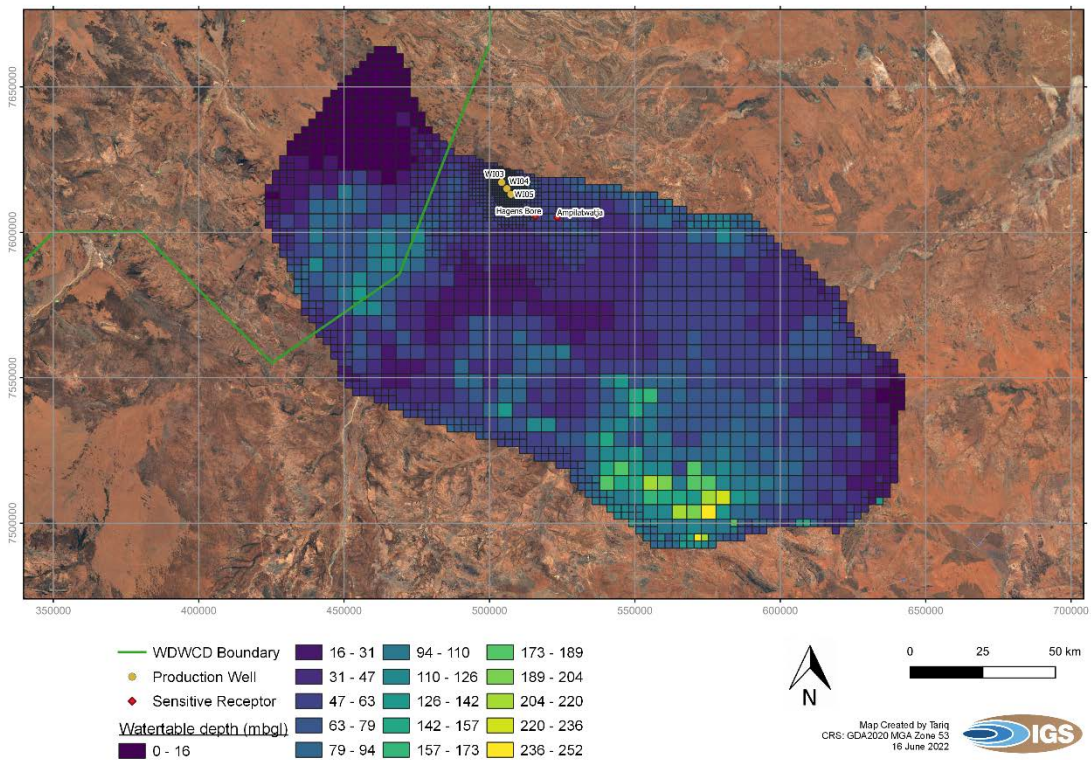 7650000
7600000
7550000
7500000
WI03
WI04
WI05
Hagens Bore
Ampilatwatja
350000
400000
450000
500000
550000
600000
650000
700000
WDWCD Boundary
Production Well
Sensitive Receptor
Watertable depth (mbgl)
0 - 16
16 - 31
31 - 47
47 - 63
63 - 79
79 - 94
94 - 110
110 - 126
126 - 142
142 - 157
157 - 173
173 - 189
189 - 204
204 - 220
220 - 236
236 - 252
N
0 25 50 km
Map Created by Tariq
CRS: GDA2020 MGA Zone 53
16 June 2022
IGS